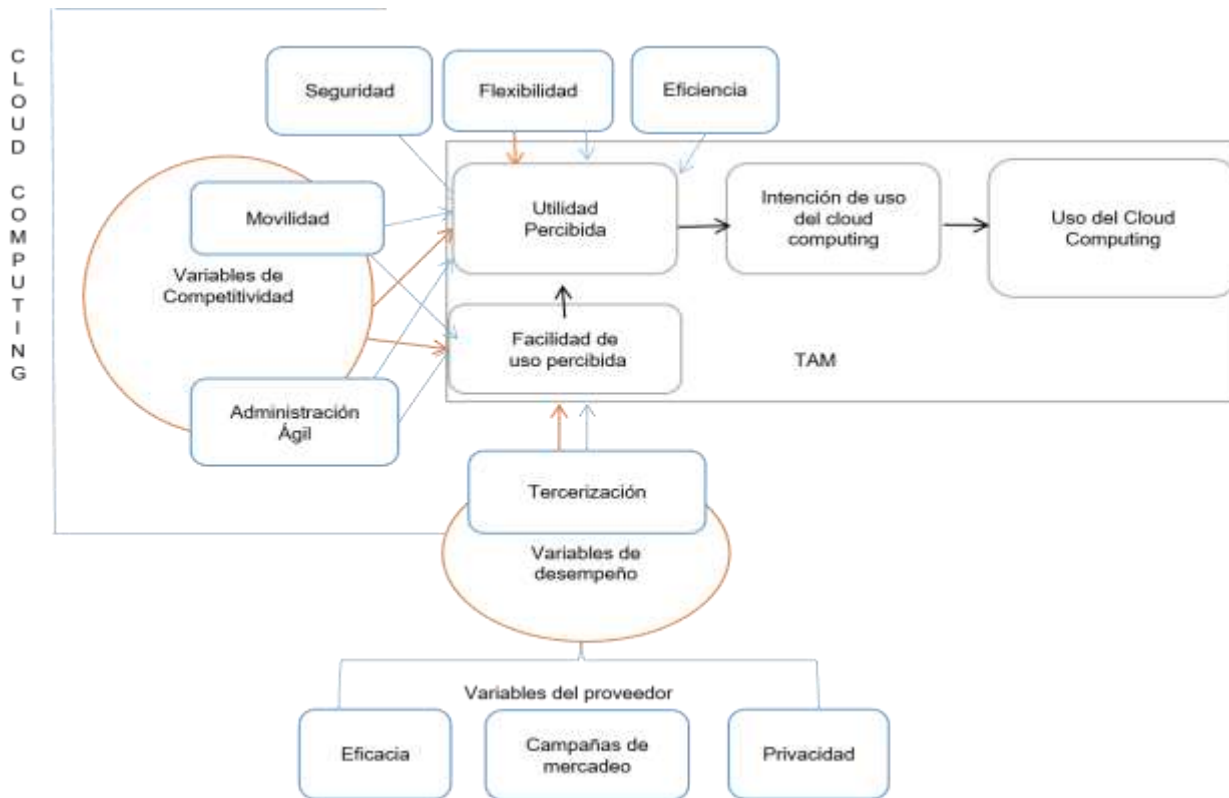 CLOUD COMPUTING
Seguridad
Flexibilidad
Eficiencia
Movilidad
Variables de
Competitividad
Administración
Ágil
Utilidad
Percibida
Intención de uso
del cloud
computing
Uso del Cloud
Computing
Facilidad de
uso percibida
TAM
Tercerización
Variables de
desempeño
Variables del proveedor
Eficacia
Campañas de
mercadeo
Privacidad